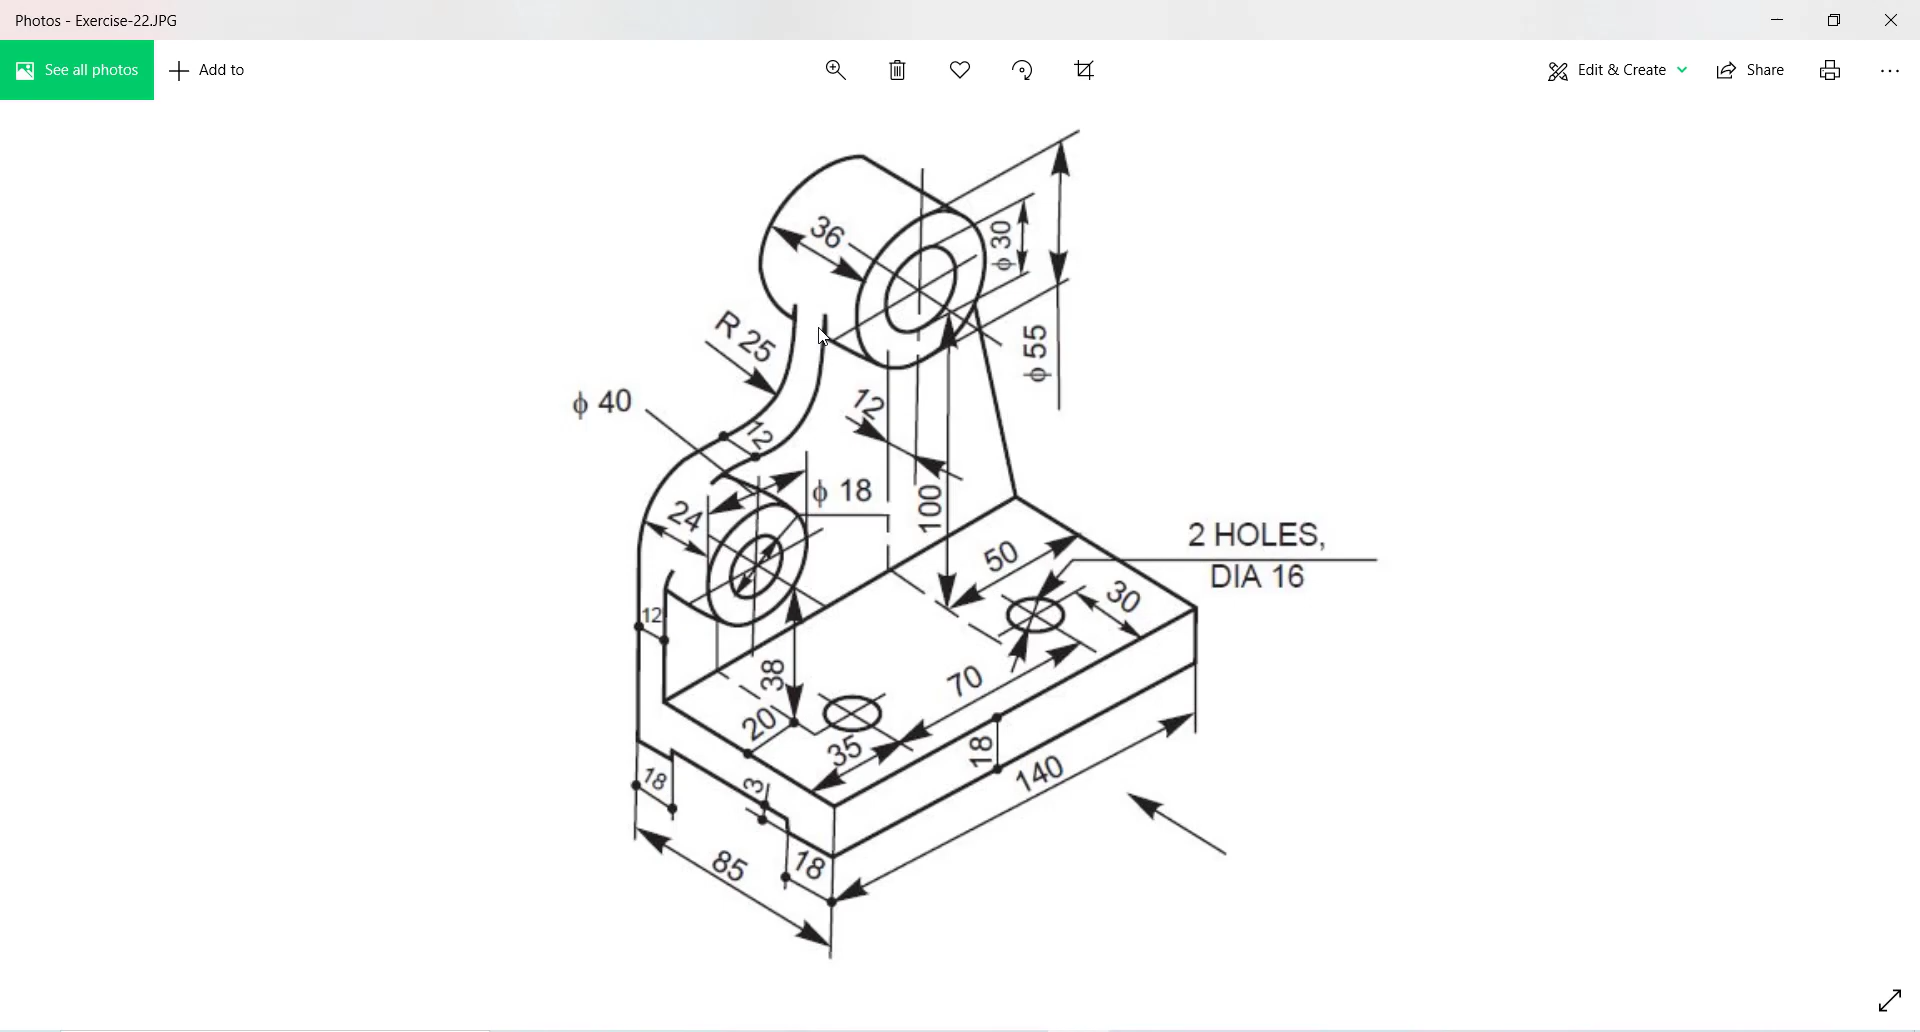 Photos - Exercise-22.JPG
See all photos
Add to
Edit & Create
Share
36
ϕ 30
R 25
ϕ 55
ϕ 40
12
12
24
ϕ 18
100
2 HOLES,
50
DIA 16
30
12
38
70
20
35
18
3
18
140
85
18